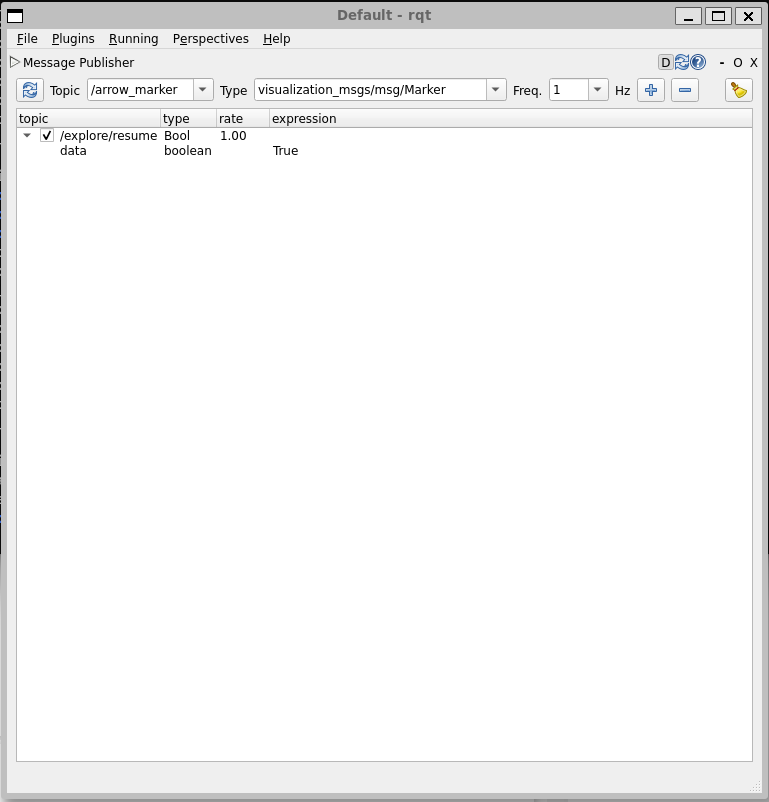 Default - rqt
File Plugins Running Perspectives Help
Message Publisher D ? - O X
Topic /arrow_marker Type visualization_msgs/msg/Marker Freq. 1 Hz
topic type rate expression
/explore/resume Bool 1.00
data boolean True